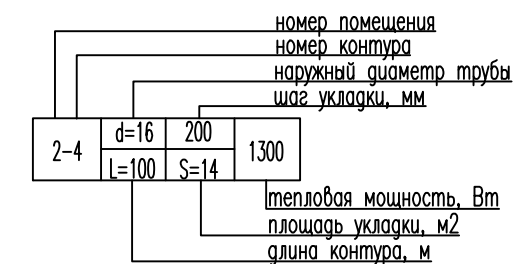 номер помещения
номер контура
наружный диаметр трубы
шаг укладки, мм
2-4
d=16
200
1300
L=100
S=14
тепловая мощность, Вт
площадь укладки, м2
длина контура, м